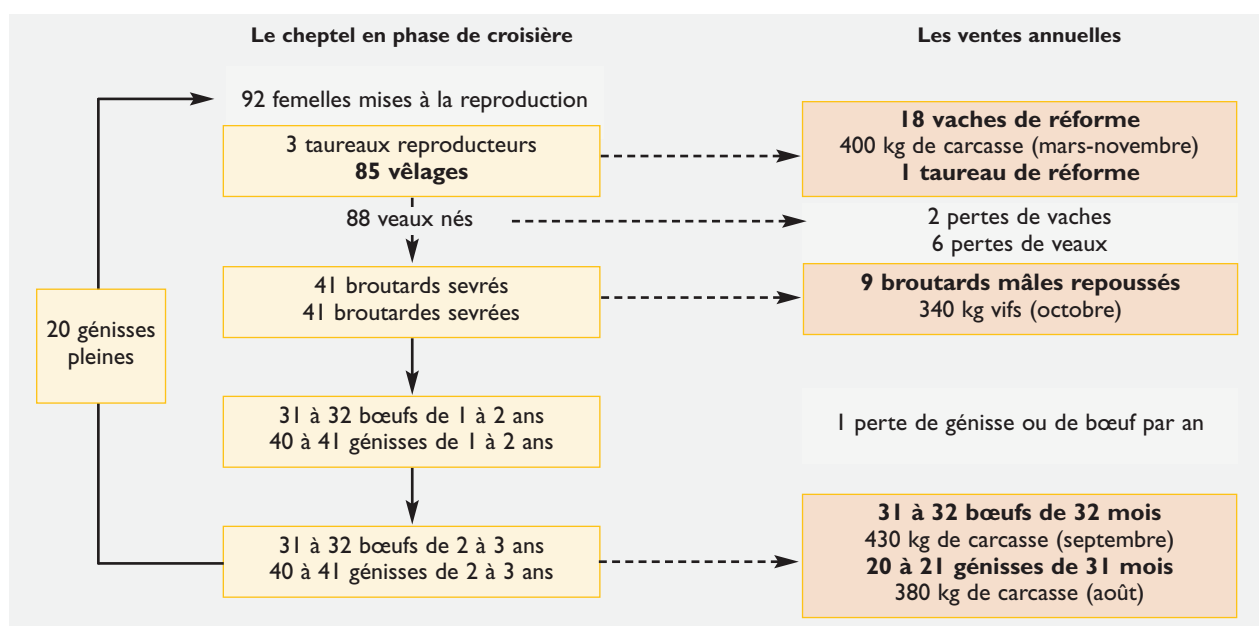 Le cheptel en phase de croisière
Les ventes annuelles
92 femelles mises à la reproduction
3 taureaux reproducteurs
85 vêlages
18 vaches de réforme
400 kg de carcasse (mars-novembre)
1 taureau de réforme
88 veaux nés
2 pertes de vaches
6 pertes de veaux
41 broutards sevrés
41 broutardes sevrées
9 broutards mâles repoussés
340 kg vifs (octobre)
20 génisses
pleines
31 à 32 bœufs de 1 à 2 ans
40 à 41 génisses de 1 à 2 ans
1 perte de génisse ou de bœuf par an
31 à 32 bœufs de 2 à 3 ans
40 à 41 génisses de 2 à 3 ans
31 à 32 bœufs de 32 mois
430 kg de carcasse (septembre)
20 à 21 génisses de 31 mois
380 kg de carcasse (août)